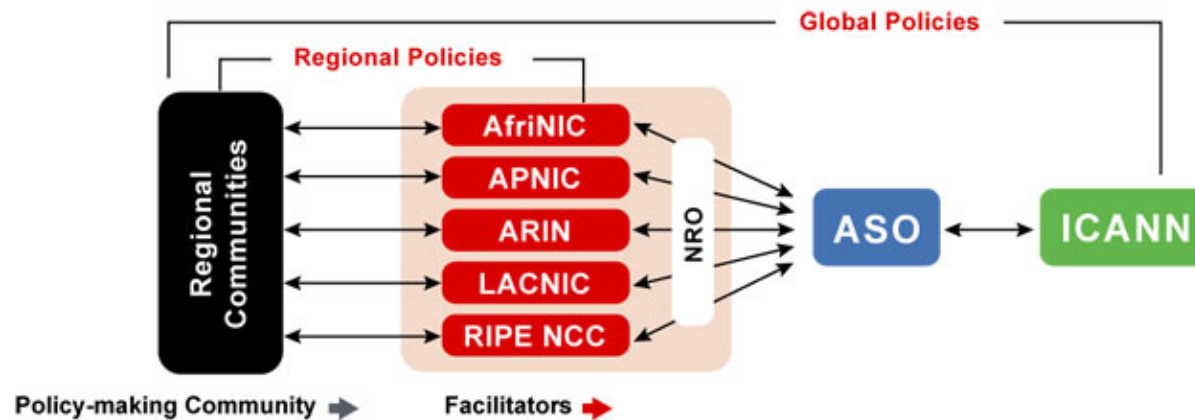 Global Policies
Regional Policies
Regional
Communities
AfriNIC
APNIC
ARIN
LACNIC
RIPE NCC
NRO
ASO
ICANN
Policy-making Community
Facilitators